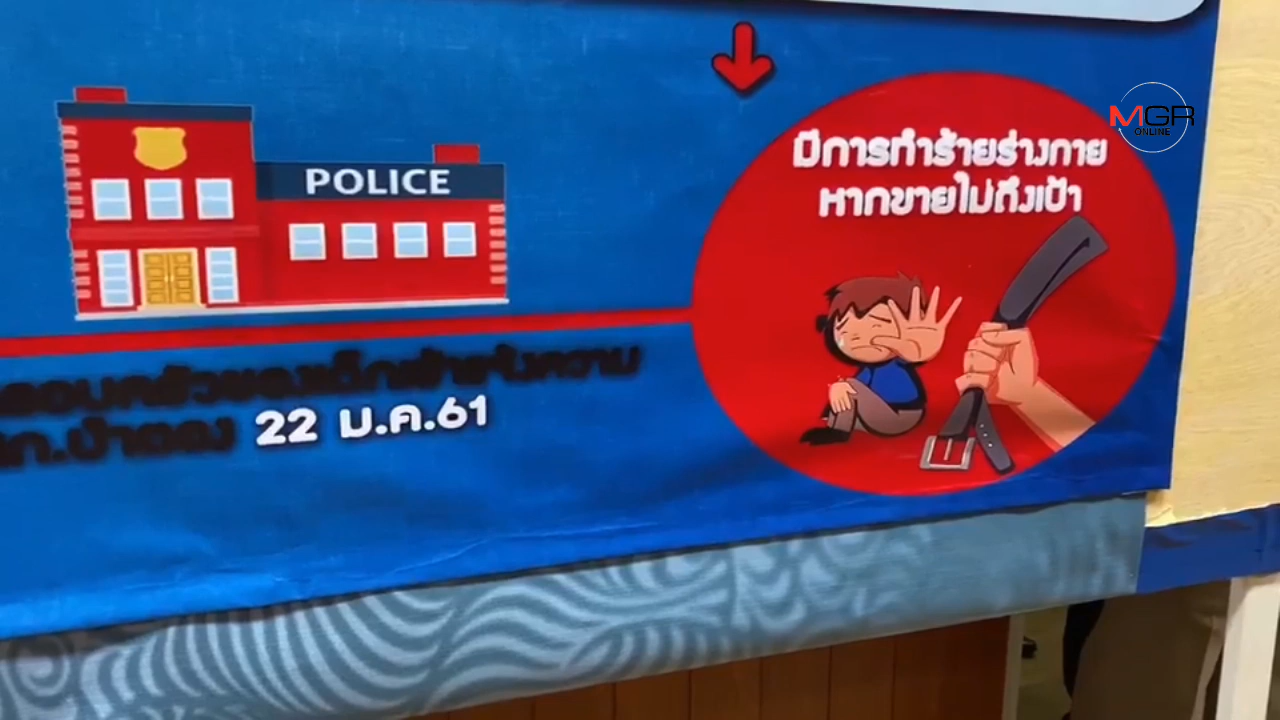 MGR
ONLINE
มีการทำร้ายร่างกาย
หากขายไม่ถึงเป้า
POLICE
22 ม.ค.61